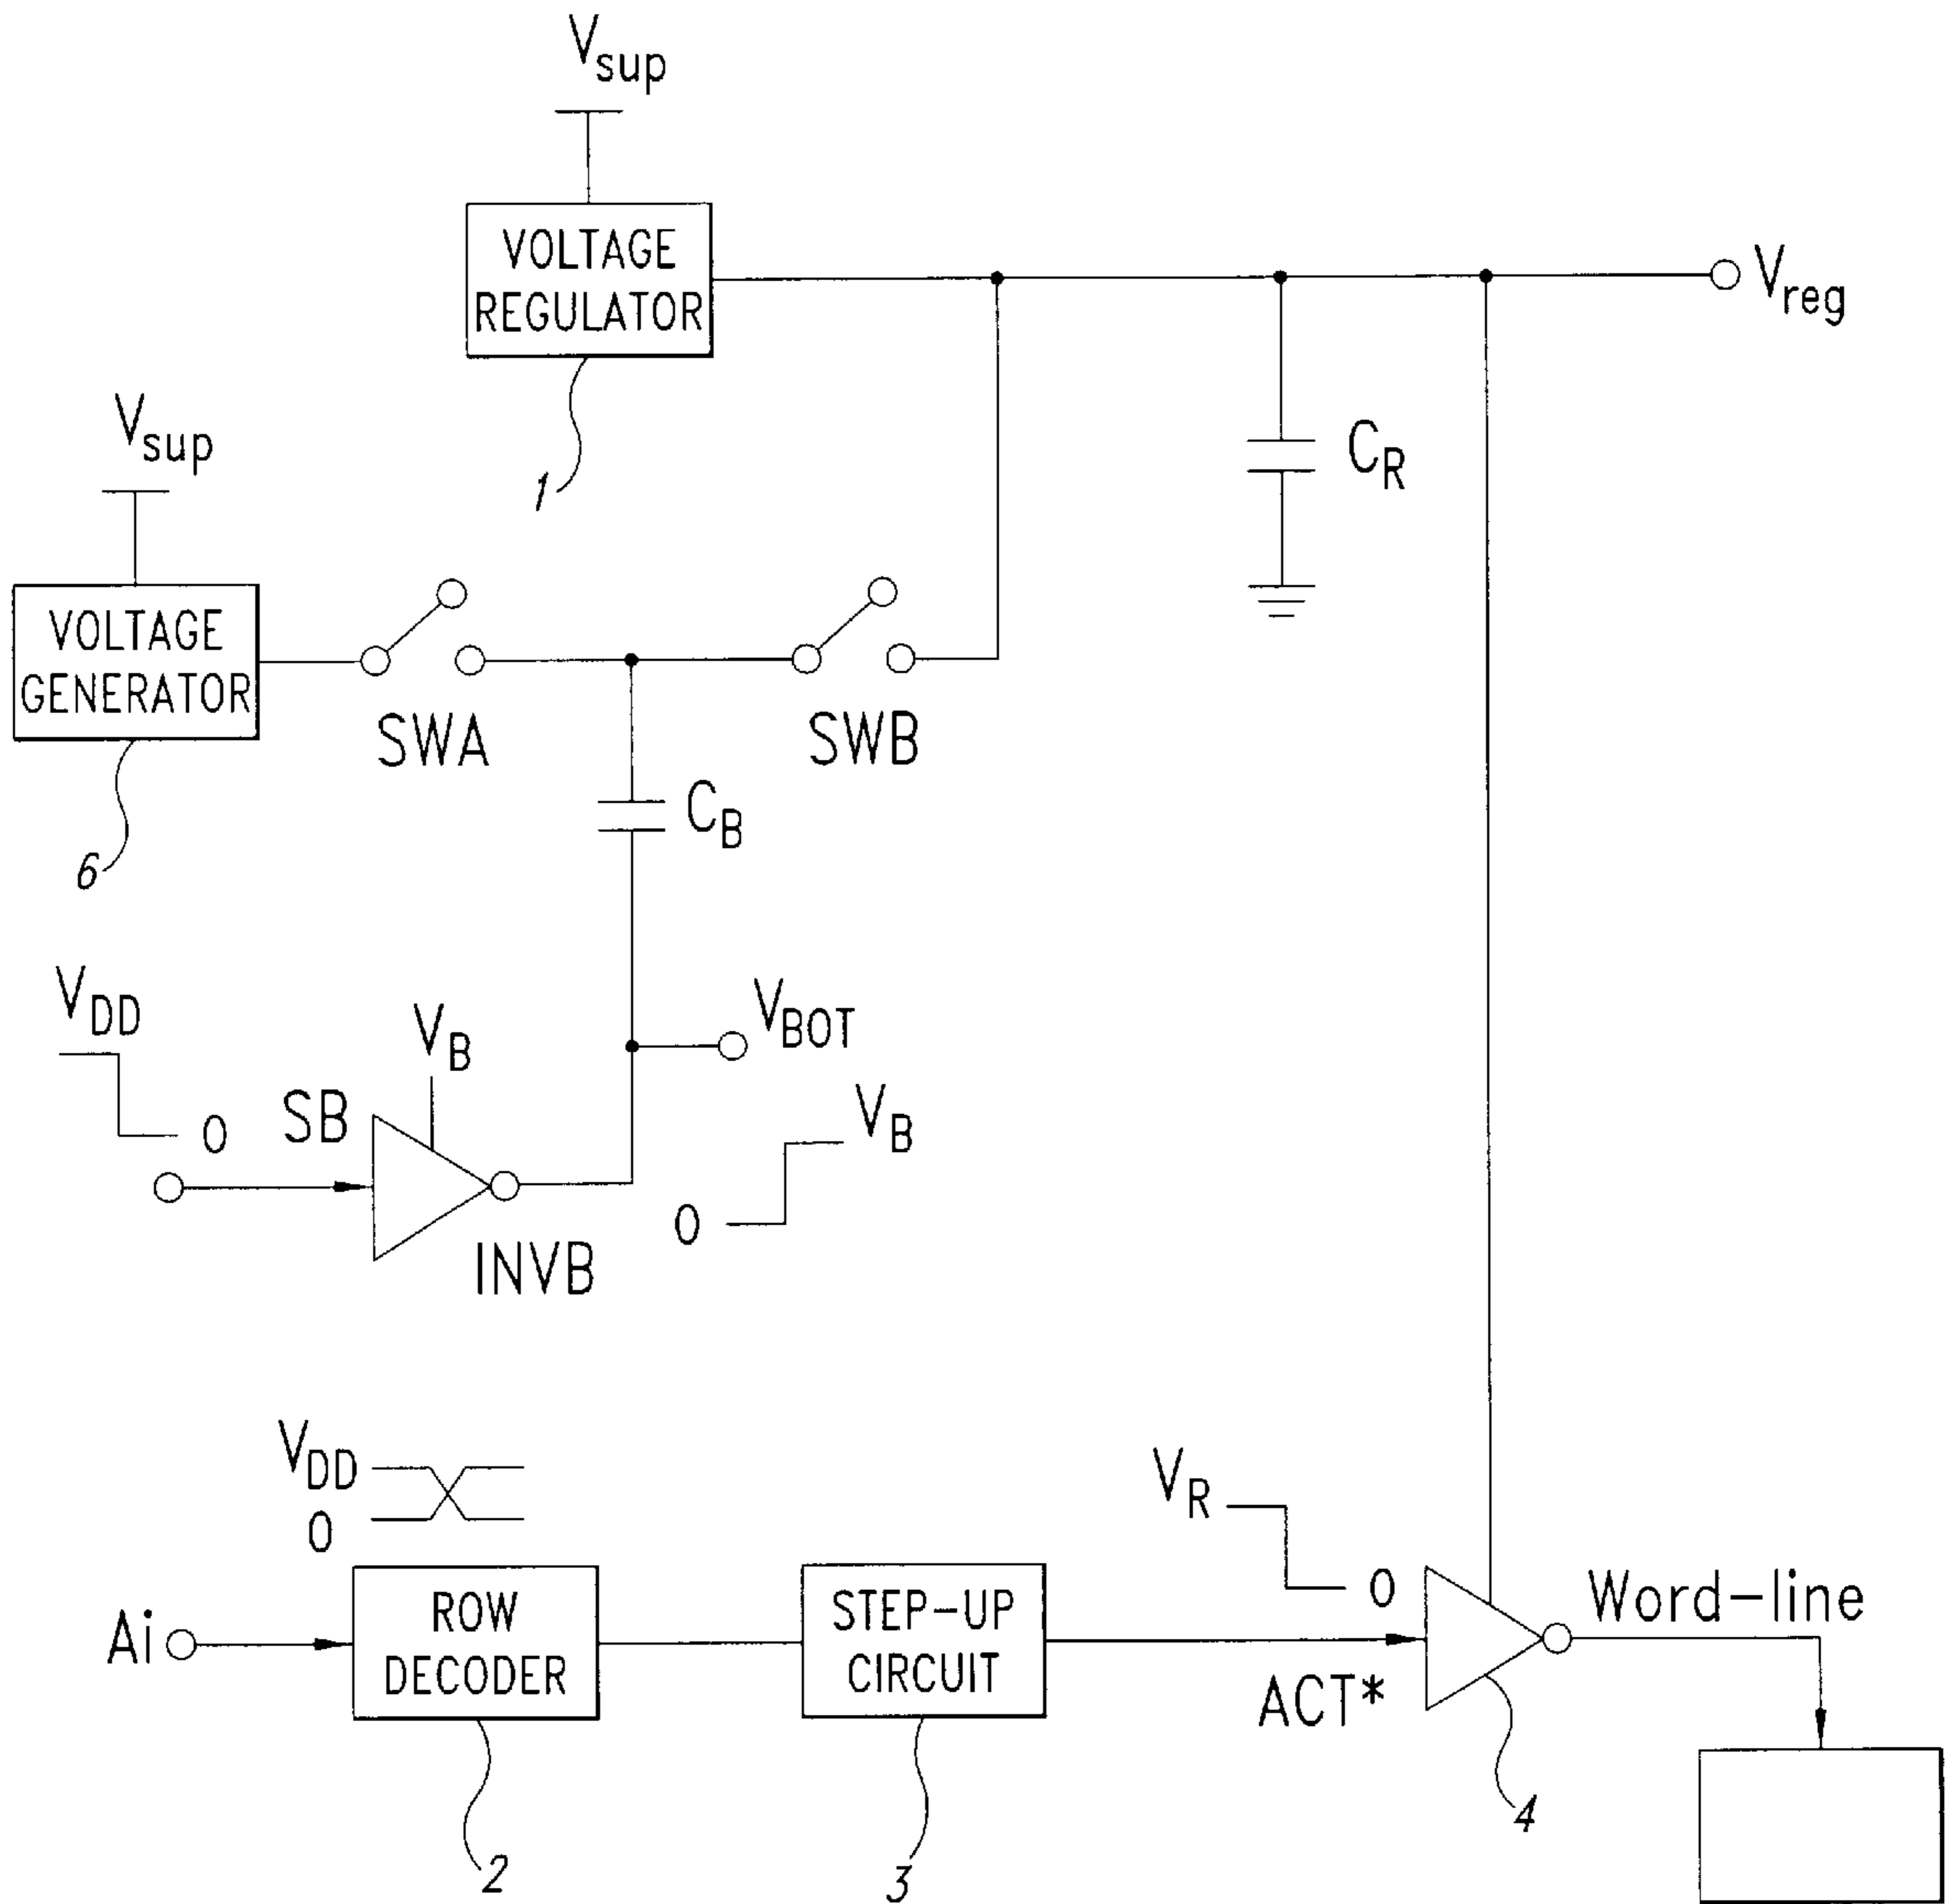 Vsup
VOLTAGE
REGULATOR
Vreg
1
CR
Vsup
VOLTAGE
GENERATOR
6
SWA
SWB
CB
VDD
0
SB
VB
VBOT
VB
0
INVB
VDD
0
Ai
ROW
DECODER
2
STEP-UP
CIRCUIT
3
VR
0
ACT*
4
Word-line